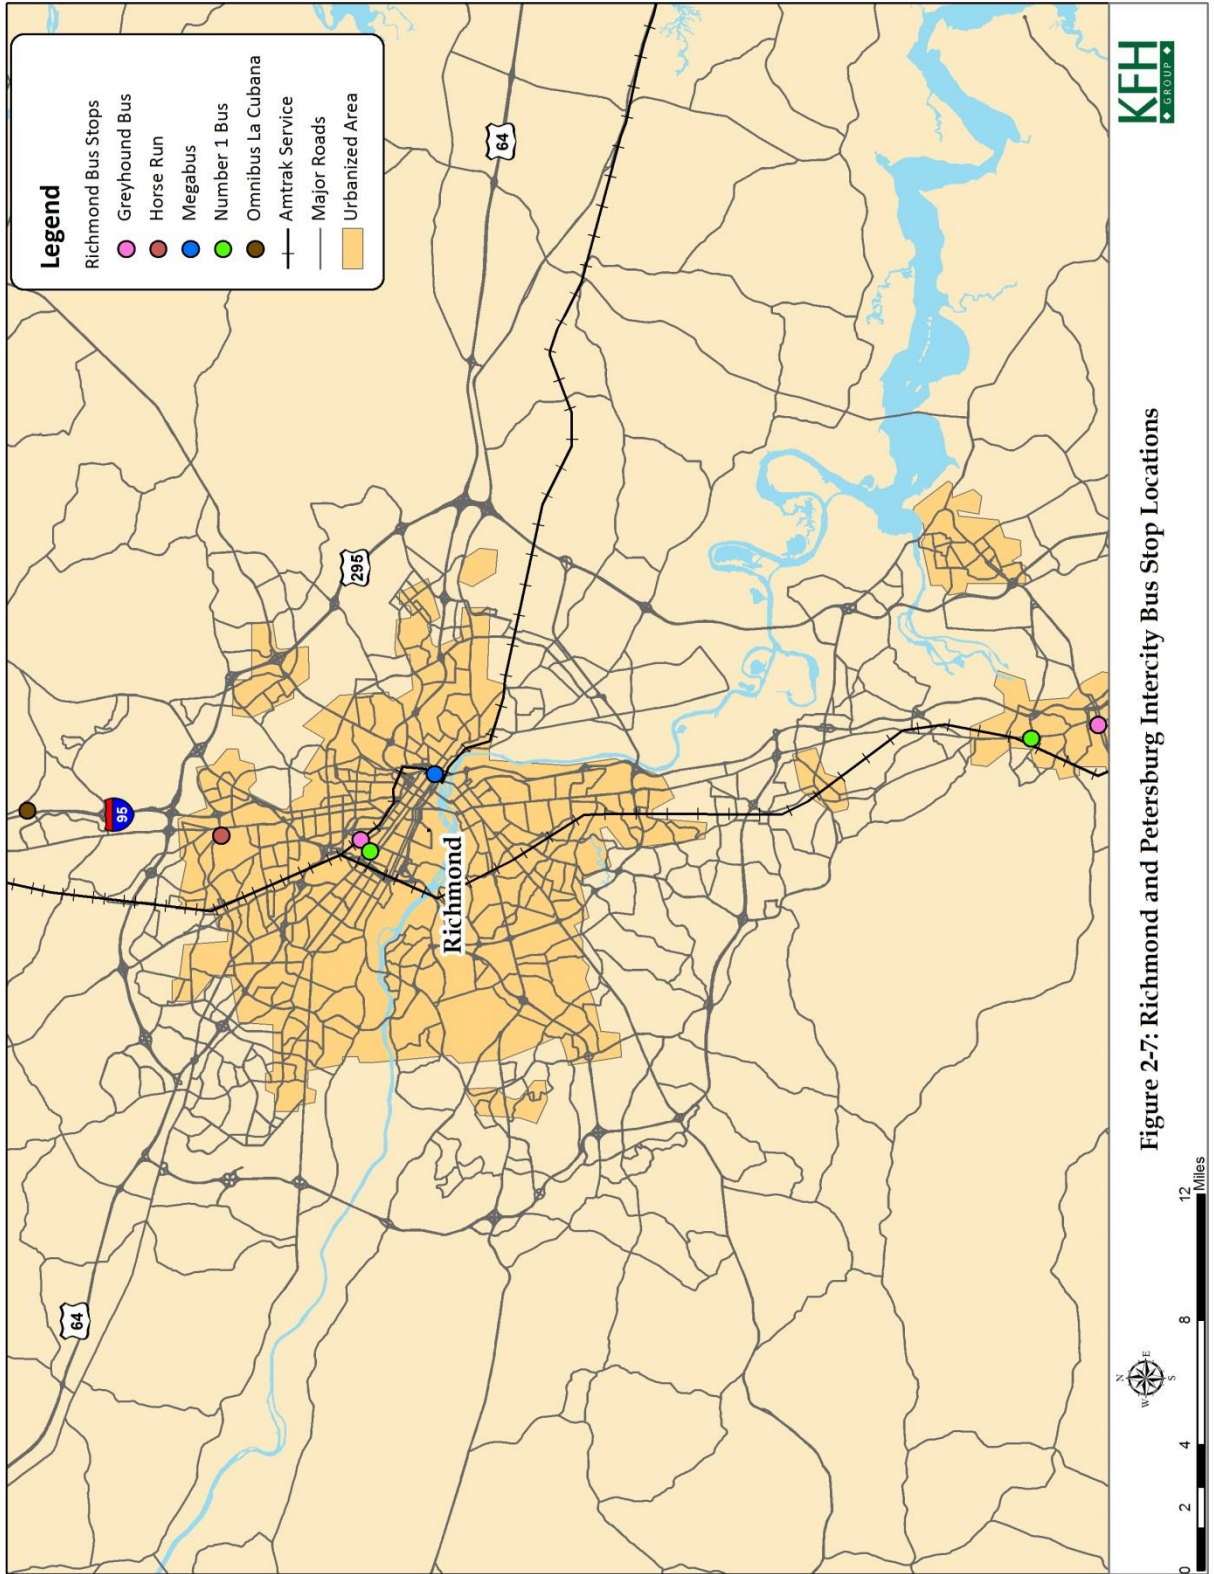 Legend
Richmond Bus Stops
Greyhound Bus
Horse Run
Megabus
Number 1 Bus
Omnibus La Cubana
Amtrak Service
Major Roads
Urbanized Area
64
295
95
64
Richmond
Figure 2-7: Richmond and Petersburg Intercity Bus Stop Locations
N
W E
S
0 2 4 8 12
Miles
KFH
GROUP